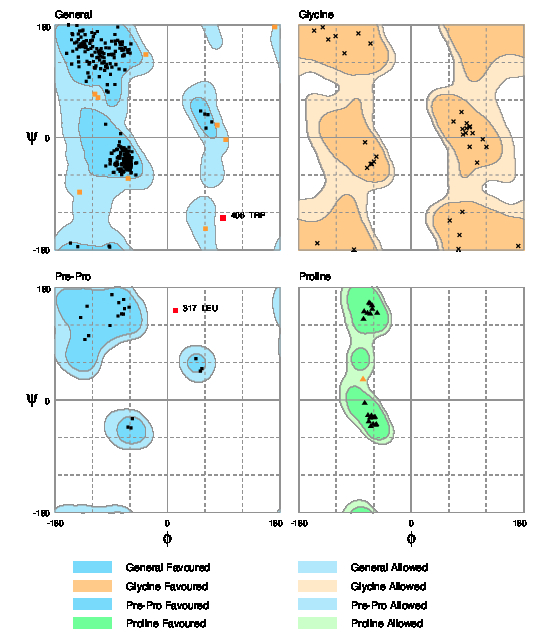 General
Glycine
180
Ψ 0
406 TRP
-180
Pre-Pro
Proline
180
317 LEU
Ψ 0
-180
-180 0 180
-180 0 180
Φ Φ
General Favoured
General Allowed
Glycine Favoured
Glycine Allowed
Pre-Pro Favoured
Pre-Pro Allowed
Proline Favoured
Proline Allowed